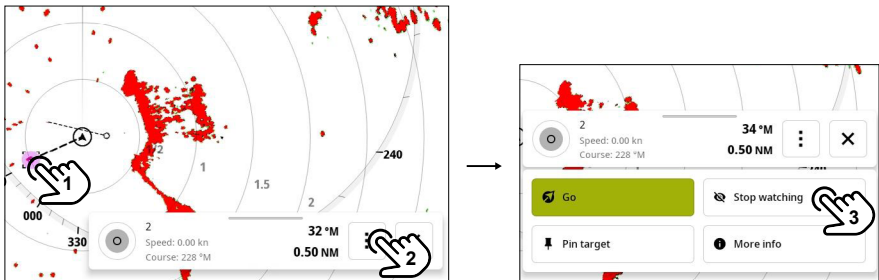 1/2
1
1.5
2
240
000
330
1
2
Speed: 0.00 kn
Course: 228 °M
32 °M
0.50 NM
2
2
Speed: 0.00 kn
Course: 228 °M
34 °M
0.50 NM
Go
Stop watching
3
Pin target
More info